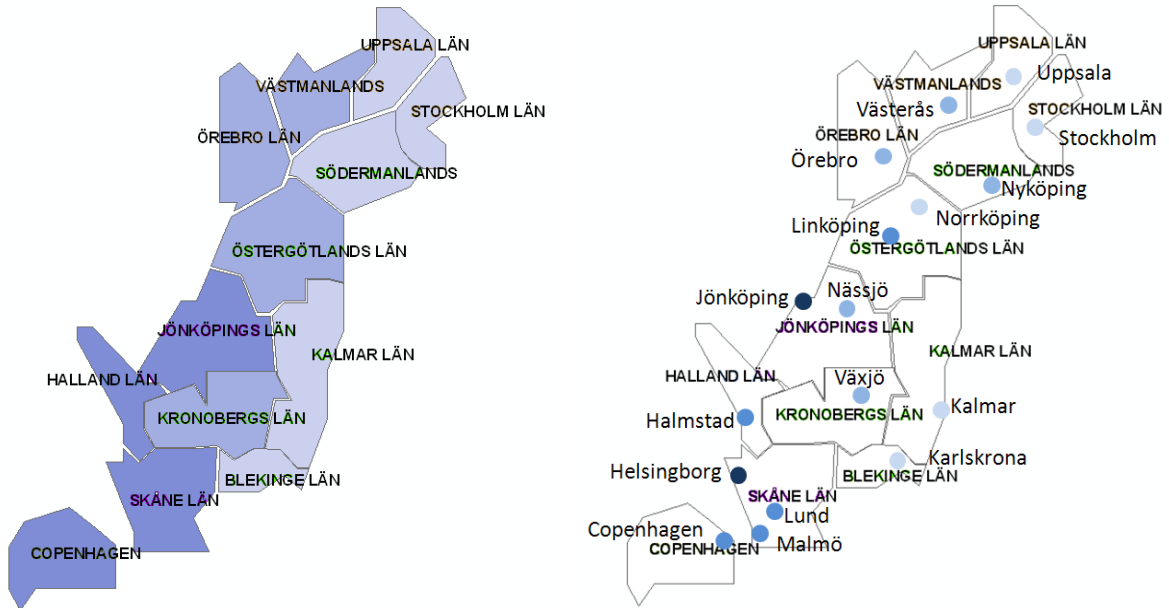 UPPSALA LÄN
VÄSTMANLANDS
STOCKHOLM LÄN
ÖREBRO LÄN
SÖDERMANLANDS
ÖSTERGÖTLANDS LÄN
JÖNKÖPINGS LÄN
KALMAR LÄN
HALLAND LÄN
KRONOBERGS LÄN
BLEKINGE LÄN
SKÅNE LÄN
COPENHAGEN
UPPSALA LÄN
Uppsala
VÄSTMANLANDS
Västerås
STOCKHOLM LÄN
Stockholm
ÖREBRO LÄN
Örebro
SÖDERMANLANDS
Nyköping
Norrköping
Linköping
ÖSTERGÖTLANDS LÄN
Nässjö
Jönköping
JÖNKÖPINGS LÄN
KALMAR LÄN
HALLAND LÄN
Växjö
Kalmar
KRONOBERGS LÄN
Halmstad
Karlskrona
Helsingborg
BLEKINGE LÄN
SKÅNE LÄN
Lund
Copenhagen
Malmö
COPENHAGEN